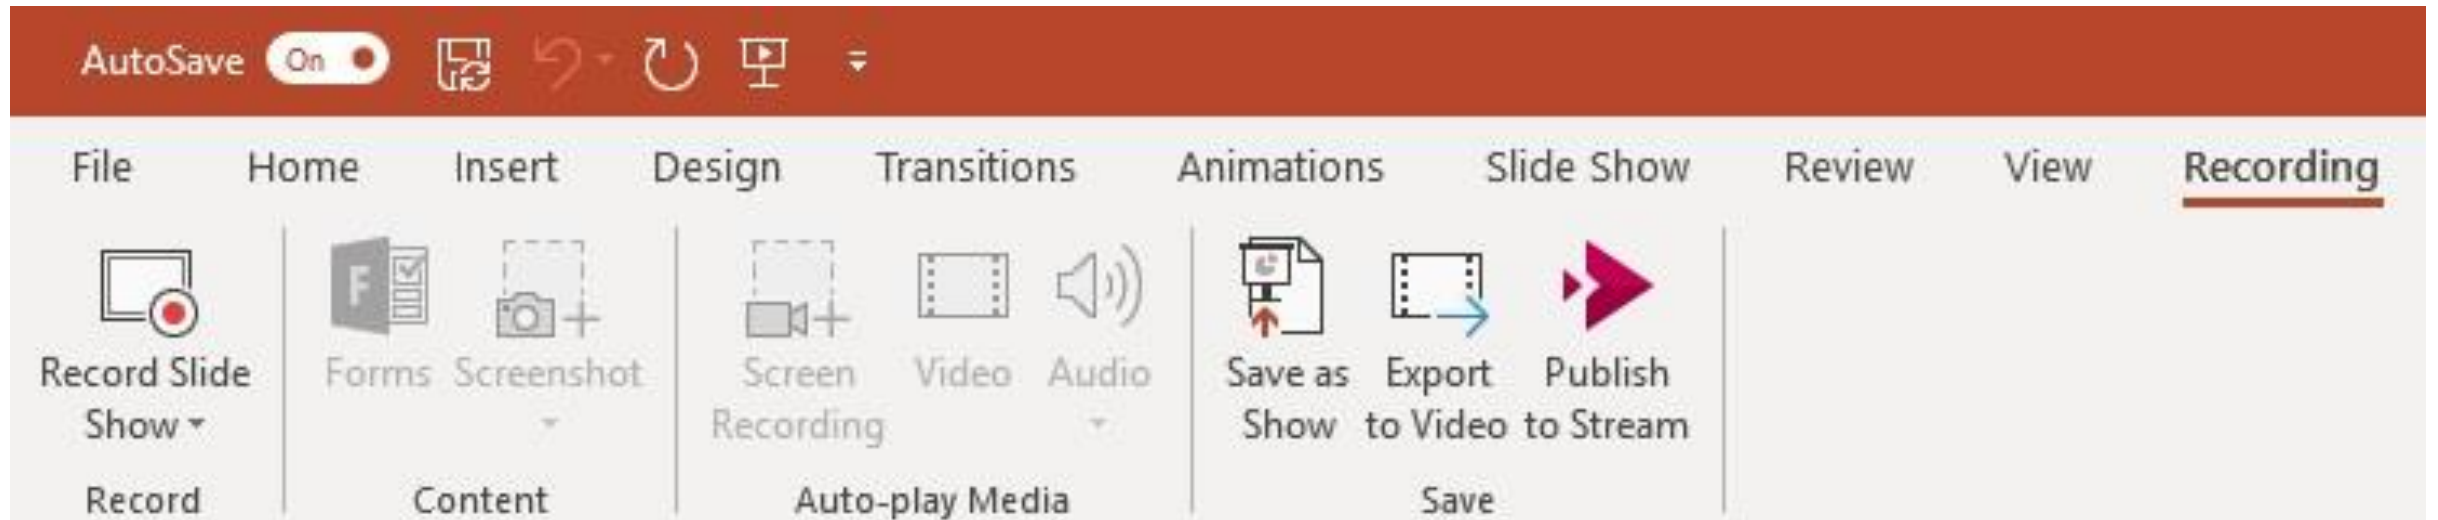 AutoSave On
File Home Insert Design Transitions Animations Slide Show Review View Recording
F
Record Slide Show
Forms Screenshot
Screen Recording
Video Audio
Save as Show
Export to Video
Publish to Stream
Record Content Auto-play Media Save